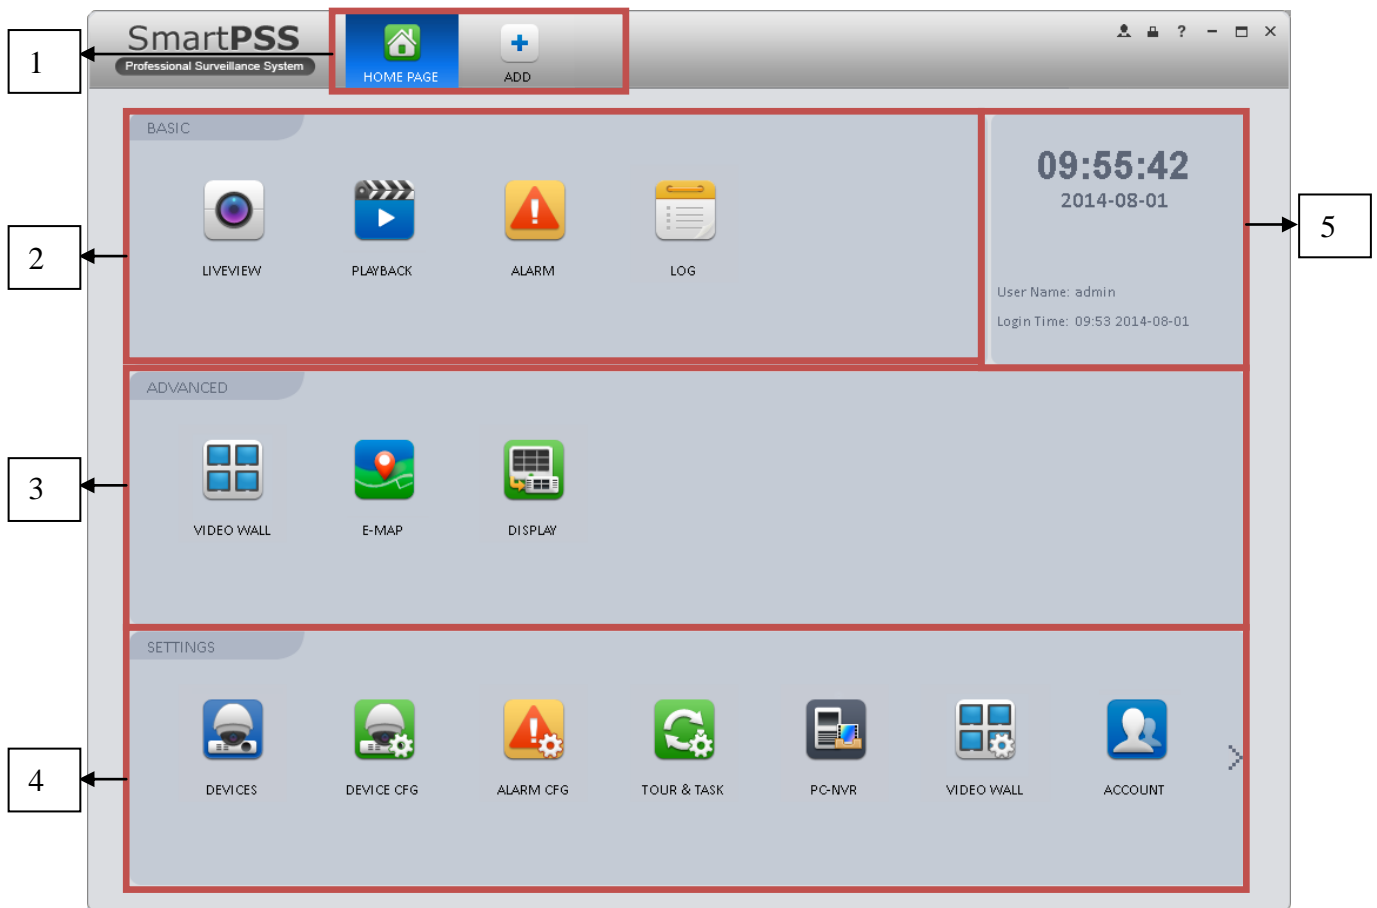 SmartPSS
Professional Surveillance System
HOME PAGE
ADD
?
1
BASIC
LIVEVIEW
PLAYBACK
ALARM
LOG
2
09:55:42
2014-08-01
User Name: admin
Login Time: 09:53 2014-08-01
5
ADVANCED
VIDEO WALL
E-MAP
DISPLAY
3
SETTINGS
DEVICES
DEVICE CFG
ALARM CFG
TOUR & TASK
PC-NVR
VIDEO WALL
ACCOUNT
4